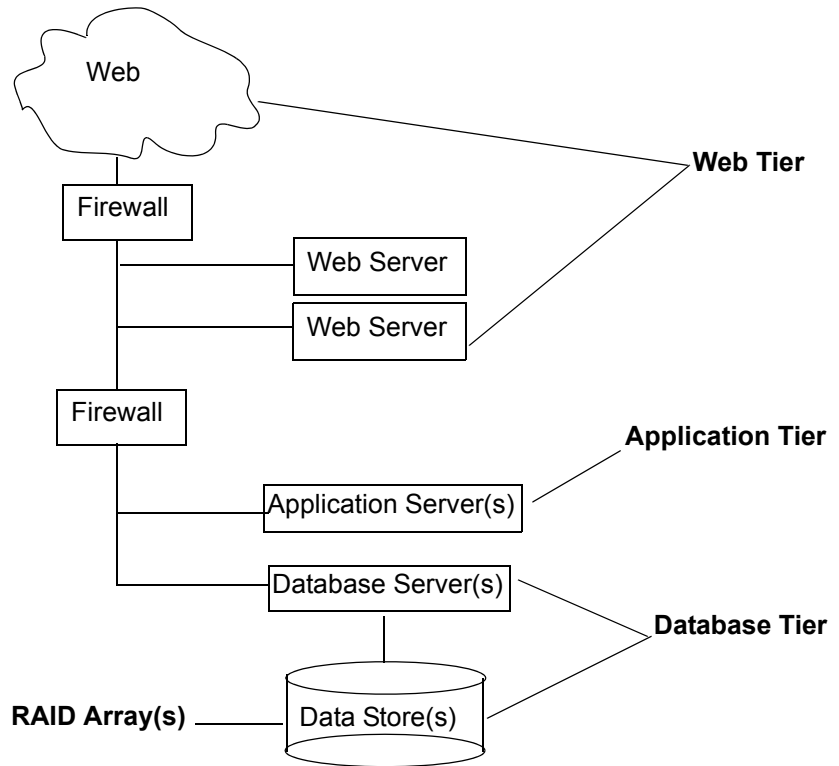 Web
Web Tier
Firewall
Web Server
Web Server
Firewall
Application Tier
Application Server(s)
Database Server(s)
Database Tier
RAID Array(s)
Data Store(s)